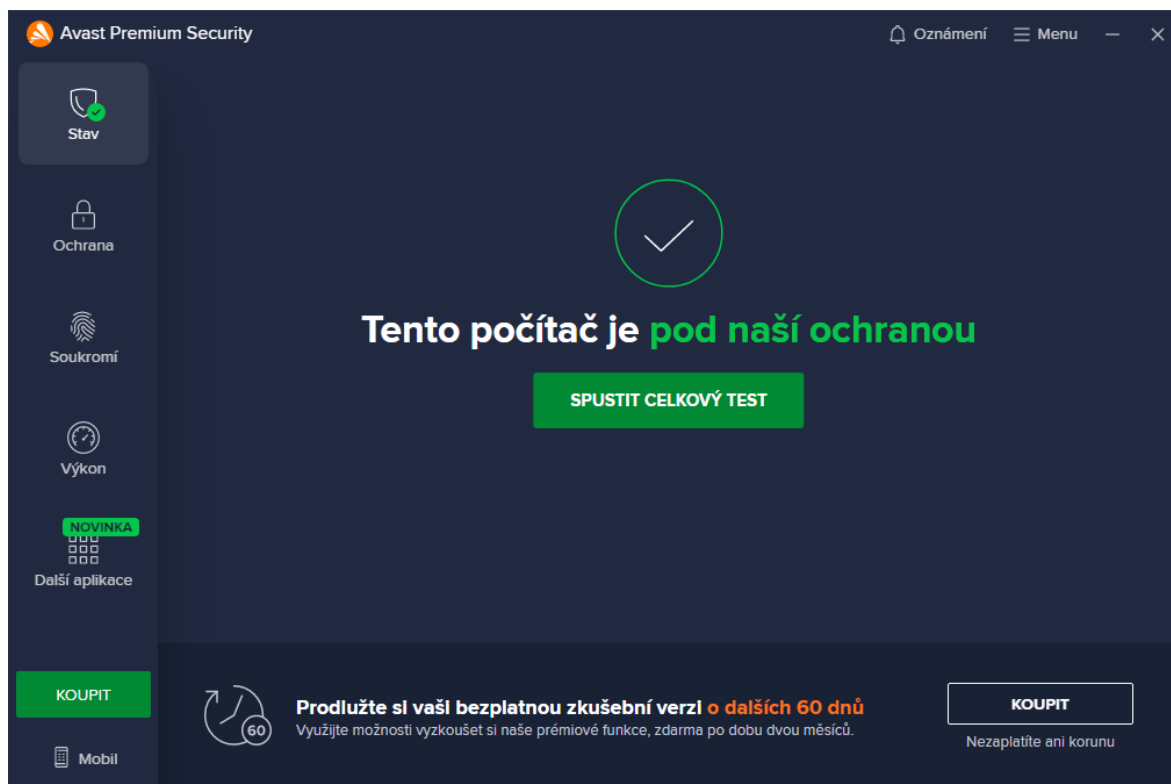 Avast Premium Security
Oznámení
Menu
Stav
Ochrana
Soukromí
Výkon
NOVINKA
Další aplikace
KOUPIT
Mobil
Tento počítač je pod naší ochranou
SPUSTIT CELKOVÝ TEST
60
Prodlužte si vaši bezplatnou zkušební verzi o dalších 60 dnů
Využijte možnosti vyzkoušet si naše prémiové funkce, zdarma po dobu dvou měsíců.
KOUPIT
Nezaplatíte ani korunu